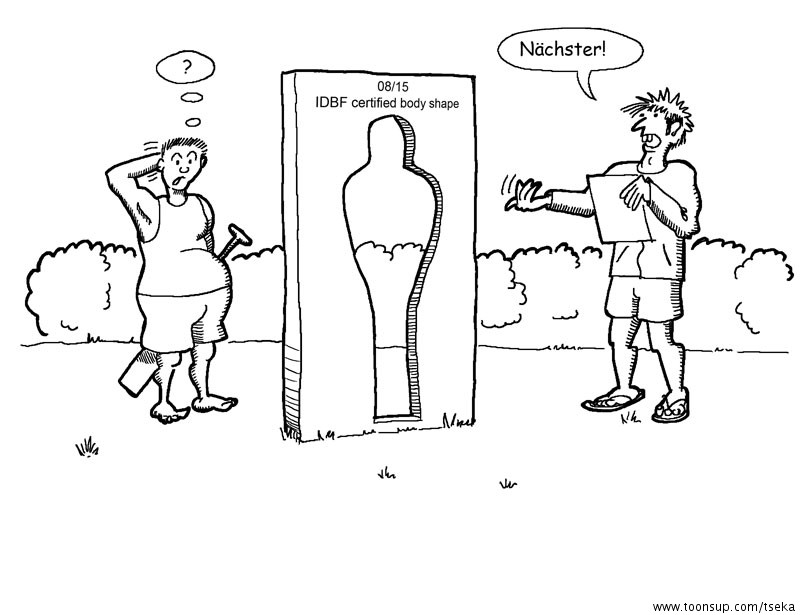 ?
Nächster!
08/15
IDBF certified body shape
www.toonsup.com/tseka